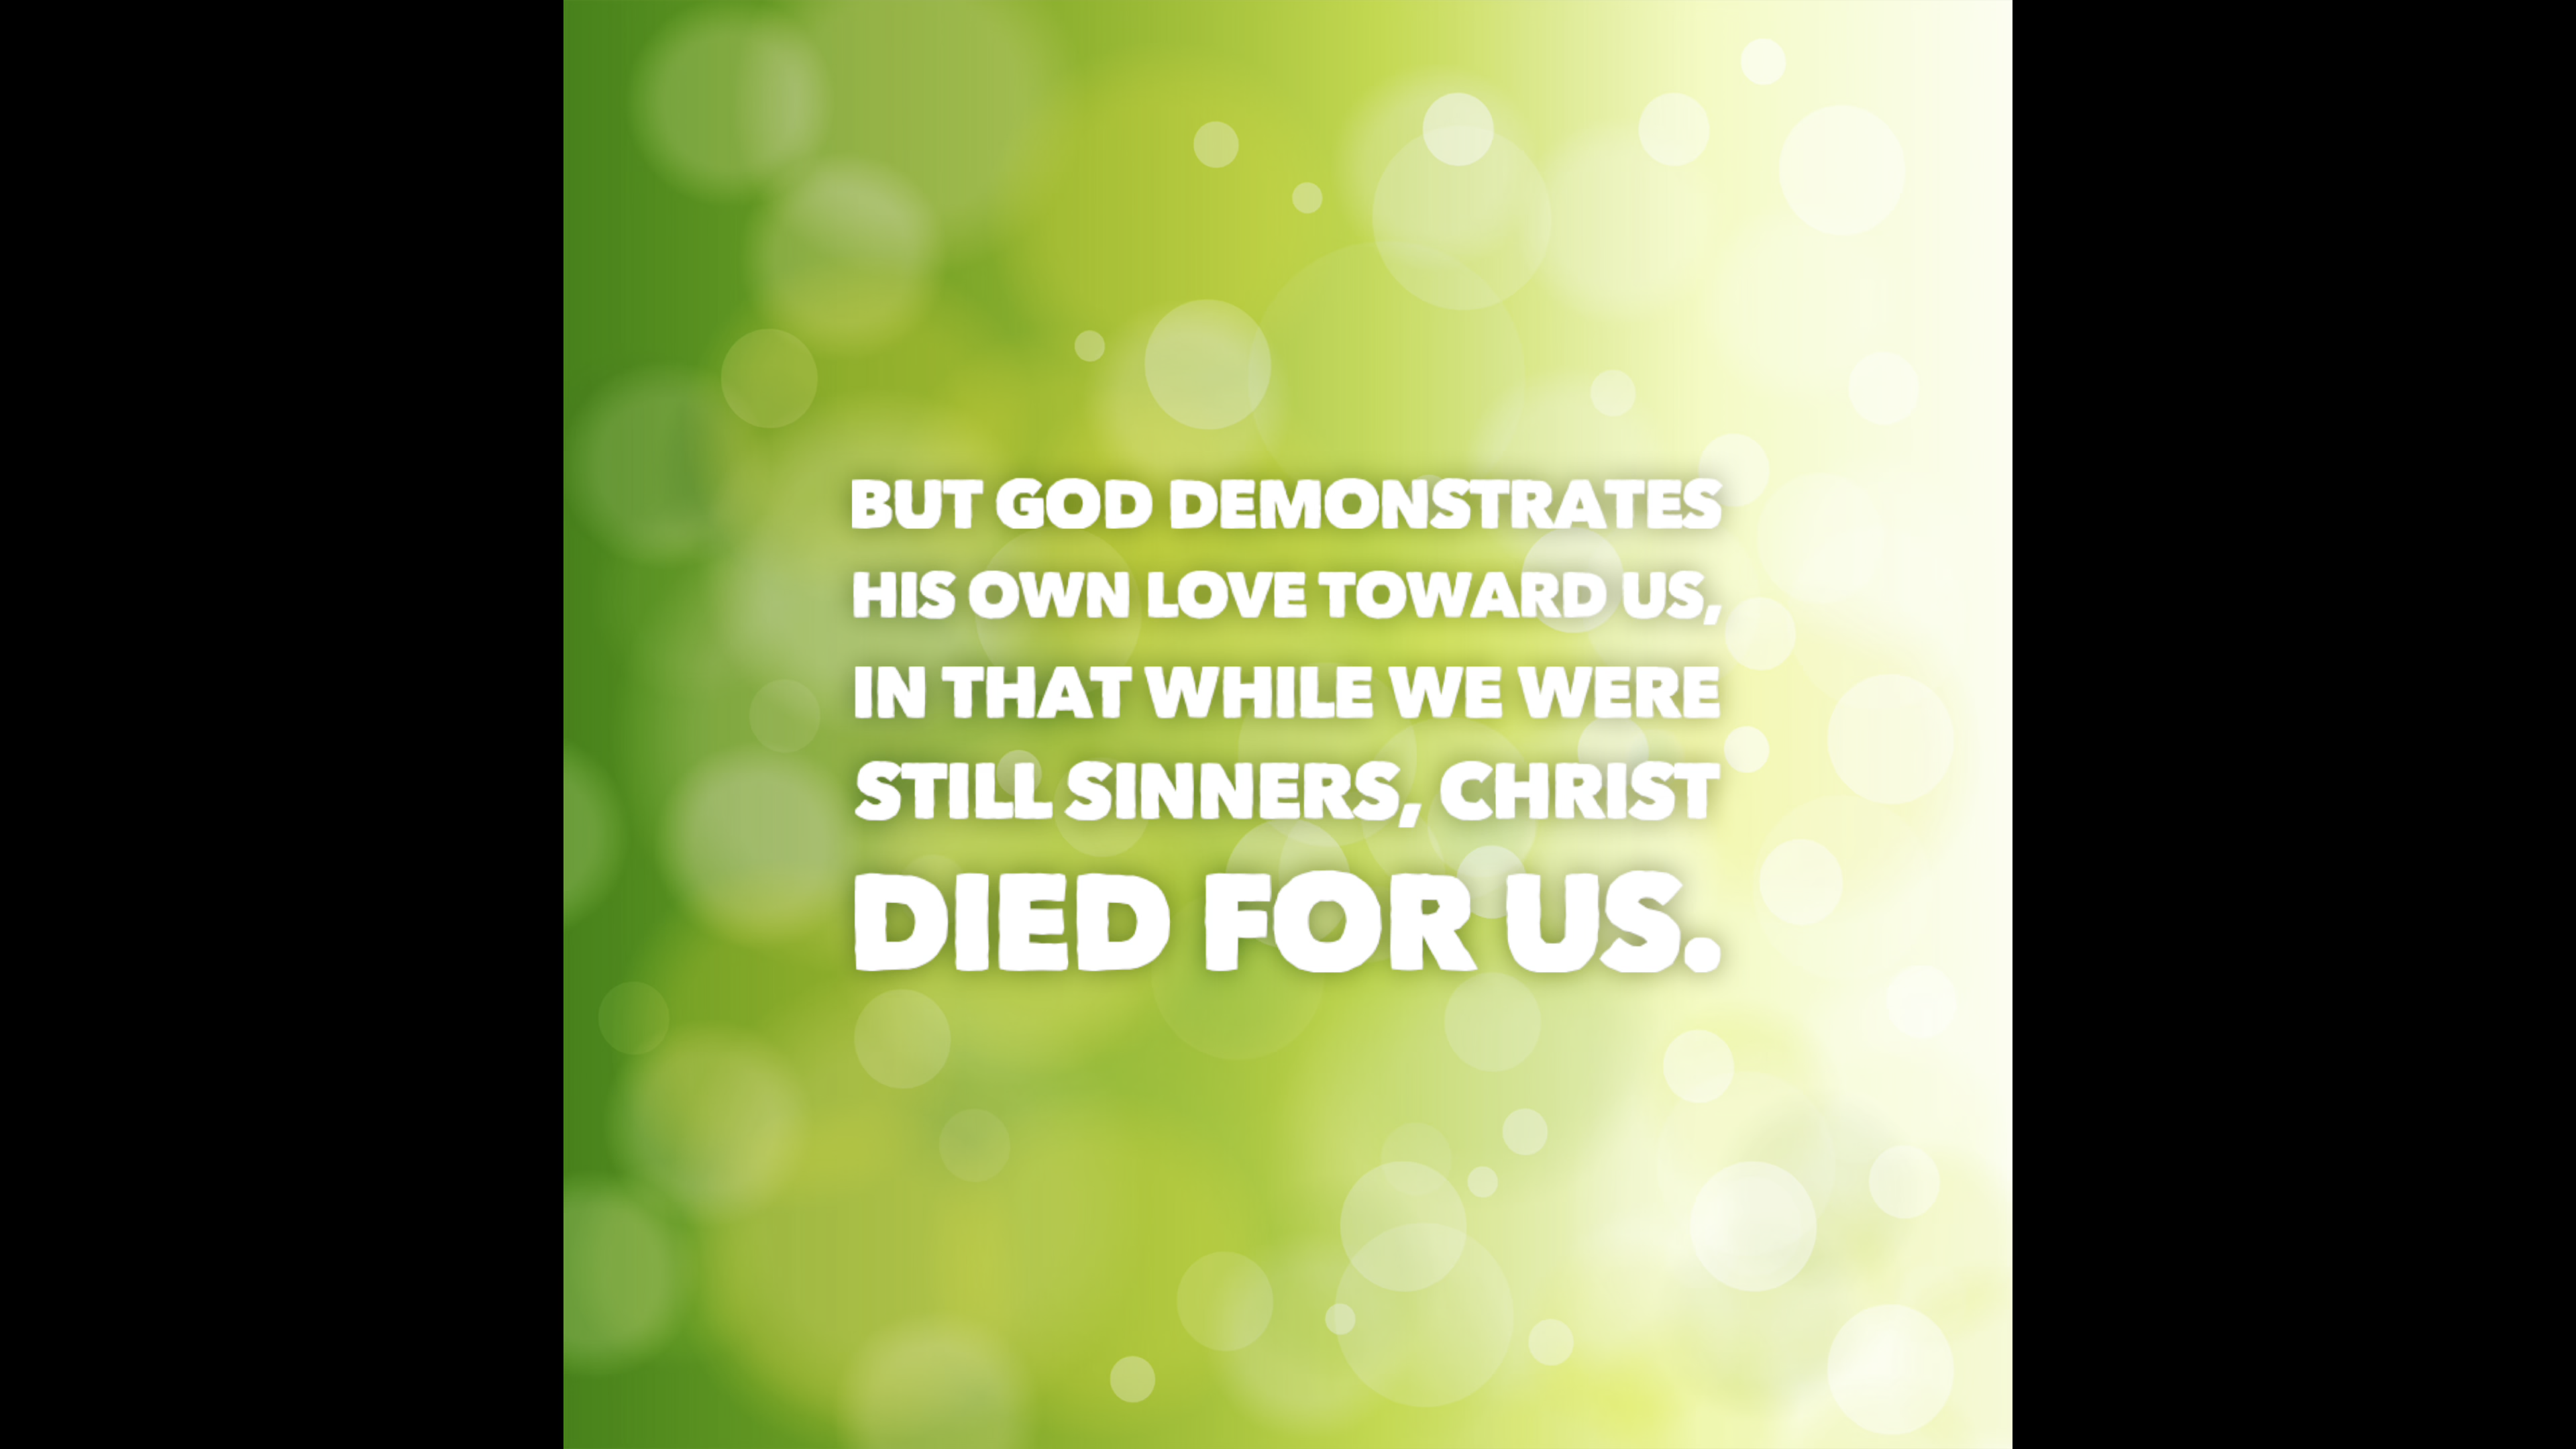 BUT GOD DEMONSTRATES
HIS OWN LOVE TOWARD US,
IN THAT WHILE WE WERE
STILL SINNERS, CHRIST
DIED FOR US.